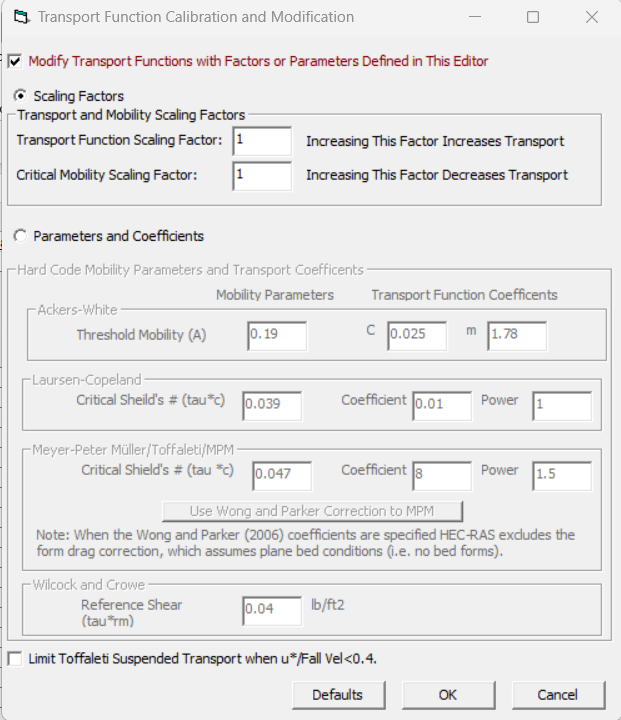 Transport Function Calibration and Modification
Modify Transport Functions with Factors or Parameters Defined in This Editor
Scaling Factors
Transport and Mobility Scaling Factors
Transport Function Scaling Factor: 1 Increasing This Factor Increases Transport
Critical Mobility Scaling Factor: 1 Increasing This Factor Decreases Transport
Parameters and Coefficients
Hard Code Mobility Parameters and Transport Coefficents
Mobility Parameters Transport Function Coefficents
Ackers-White
Threshold Mobility (A) 0.19 C 0.025 m 1.78
Laursen-Copeland
Critical Sheild's # (tau*c) 0.039 Coefficient 0.01 Power 1
Meyer-Peter Müller/Toffaleti/MPM
Critical Shield's # (tau *c) 0.047 Coefficient 8 Power 1.5
Use Wong and Parker Correction to MPM
Note: When the Wong and Parker (2006) coefficients are specified HEC-RAS excludes the
form drag correction, which assumes plane bed conditions (i.e. no bed forms).
Wilcock and Crowe
Reference Shear 0.04 lb/ft2
(tau*rm)
Limit Toffaleti Suspended Transport when u*/Fall Vel<0.4.
Defaults OK Cancel